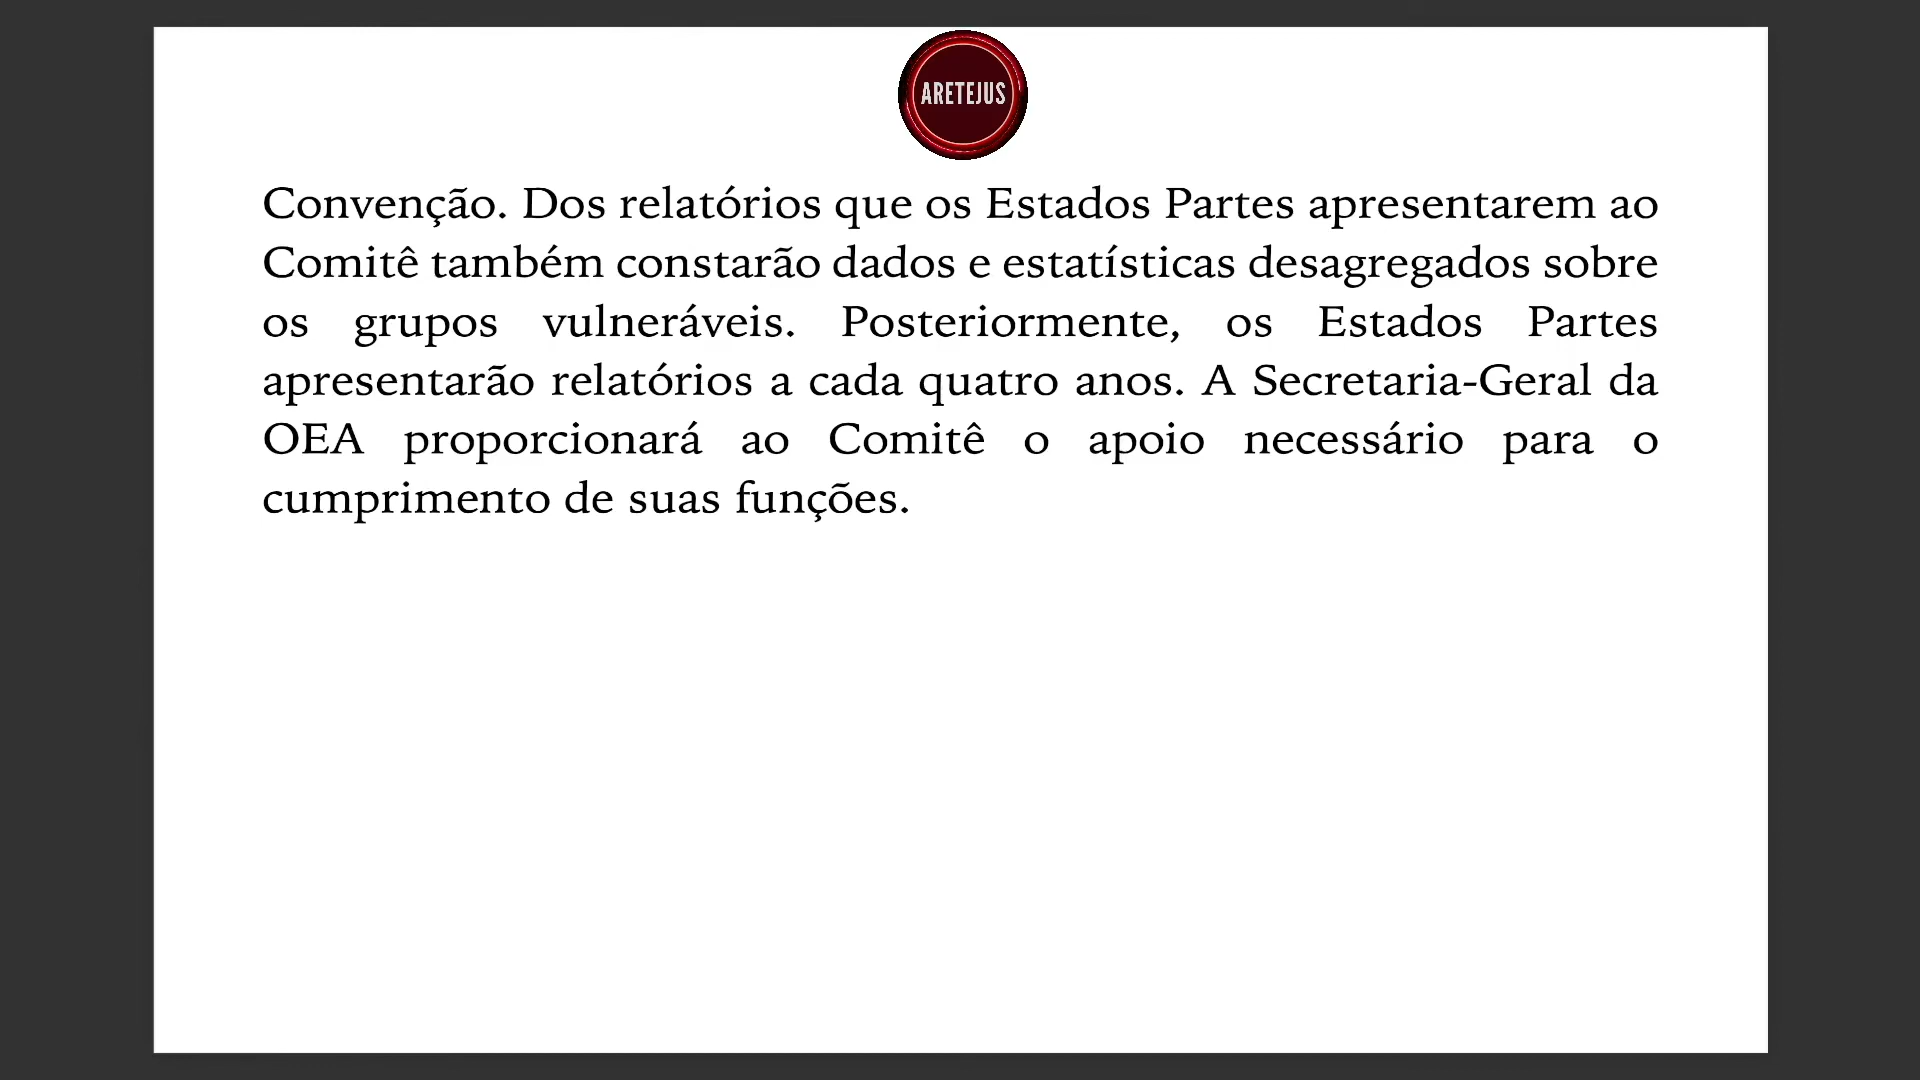 ARETEJUS
Convenção. Dos relatórios que os Estados Partes apresentarem ao
Comitê também constarão dados e estatísticas desagregados sobre
os grupos vulneráveis. Posteriormente, os Estados Partes
apresentarão relatórios a cada quatro anos. A Secretaria-Geral da
OEA proporcionará ao Comitê o apoio necessário para o
cumprimento de suas funções.